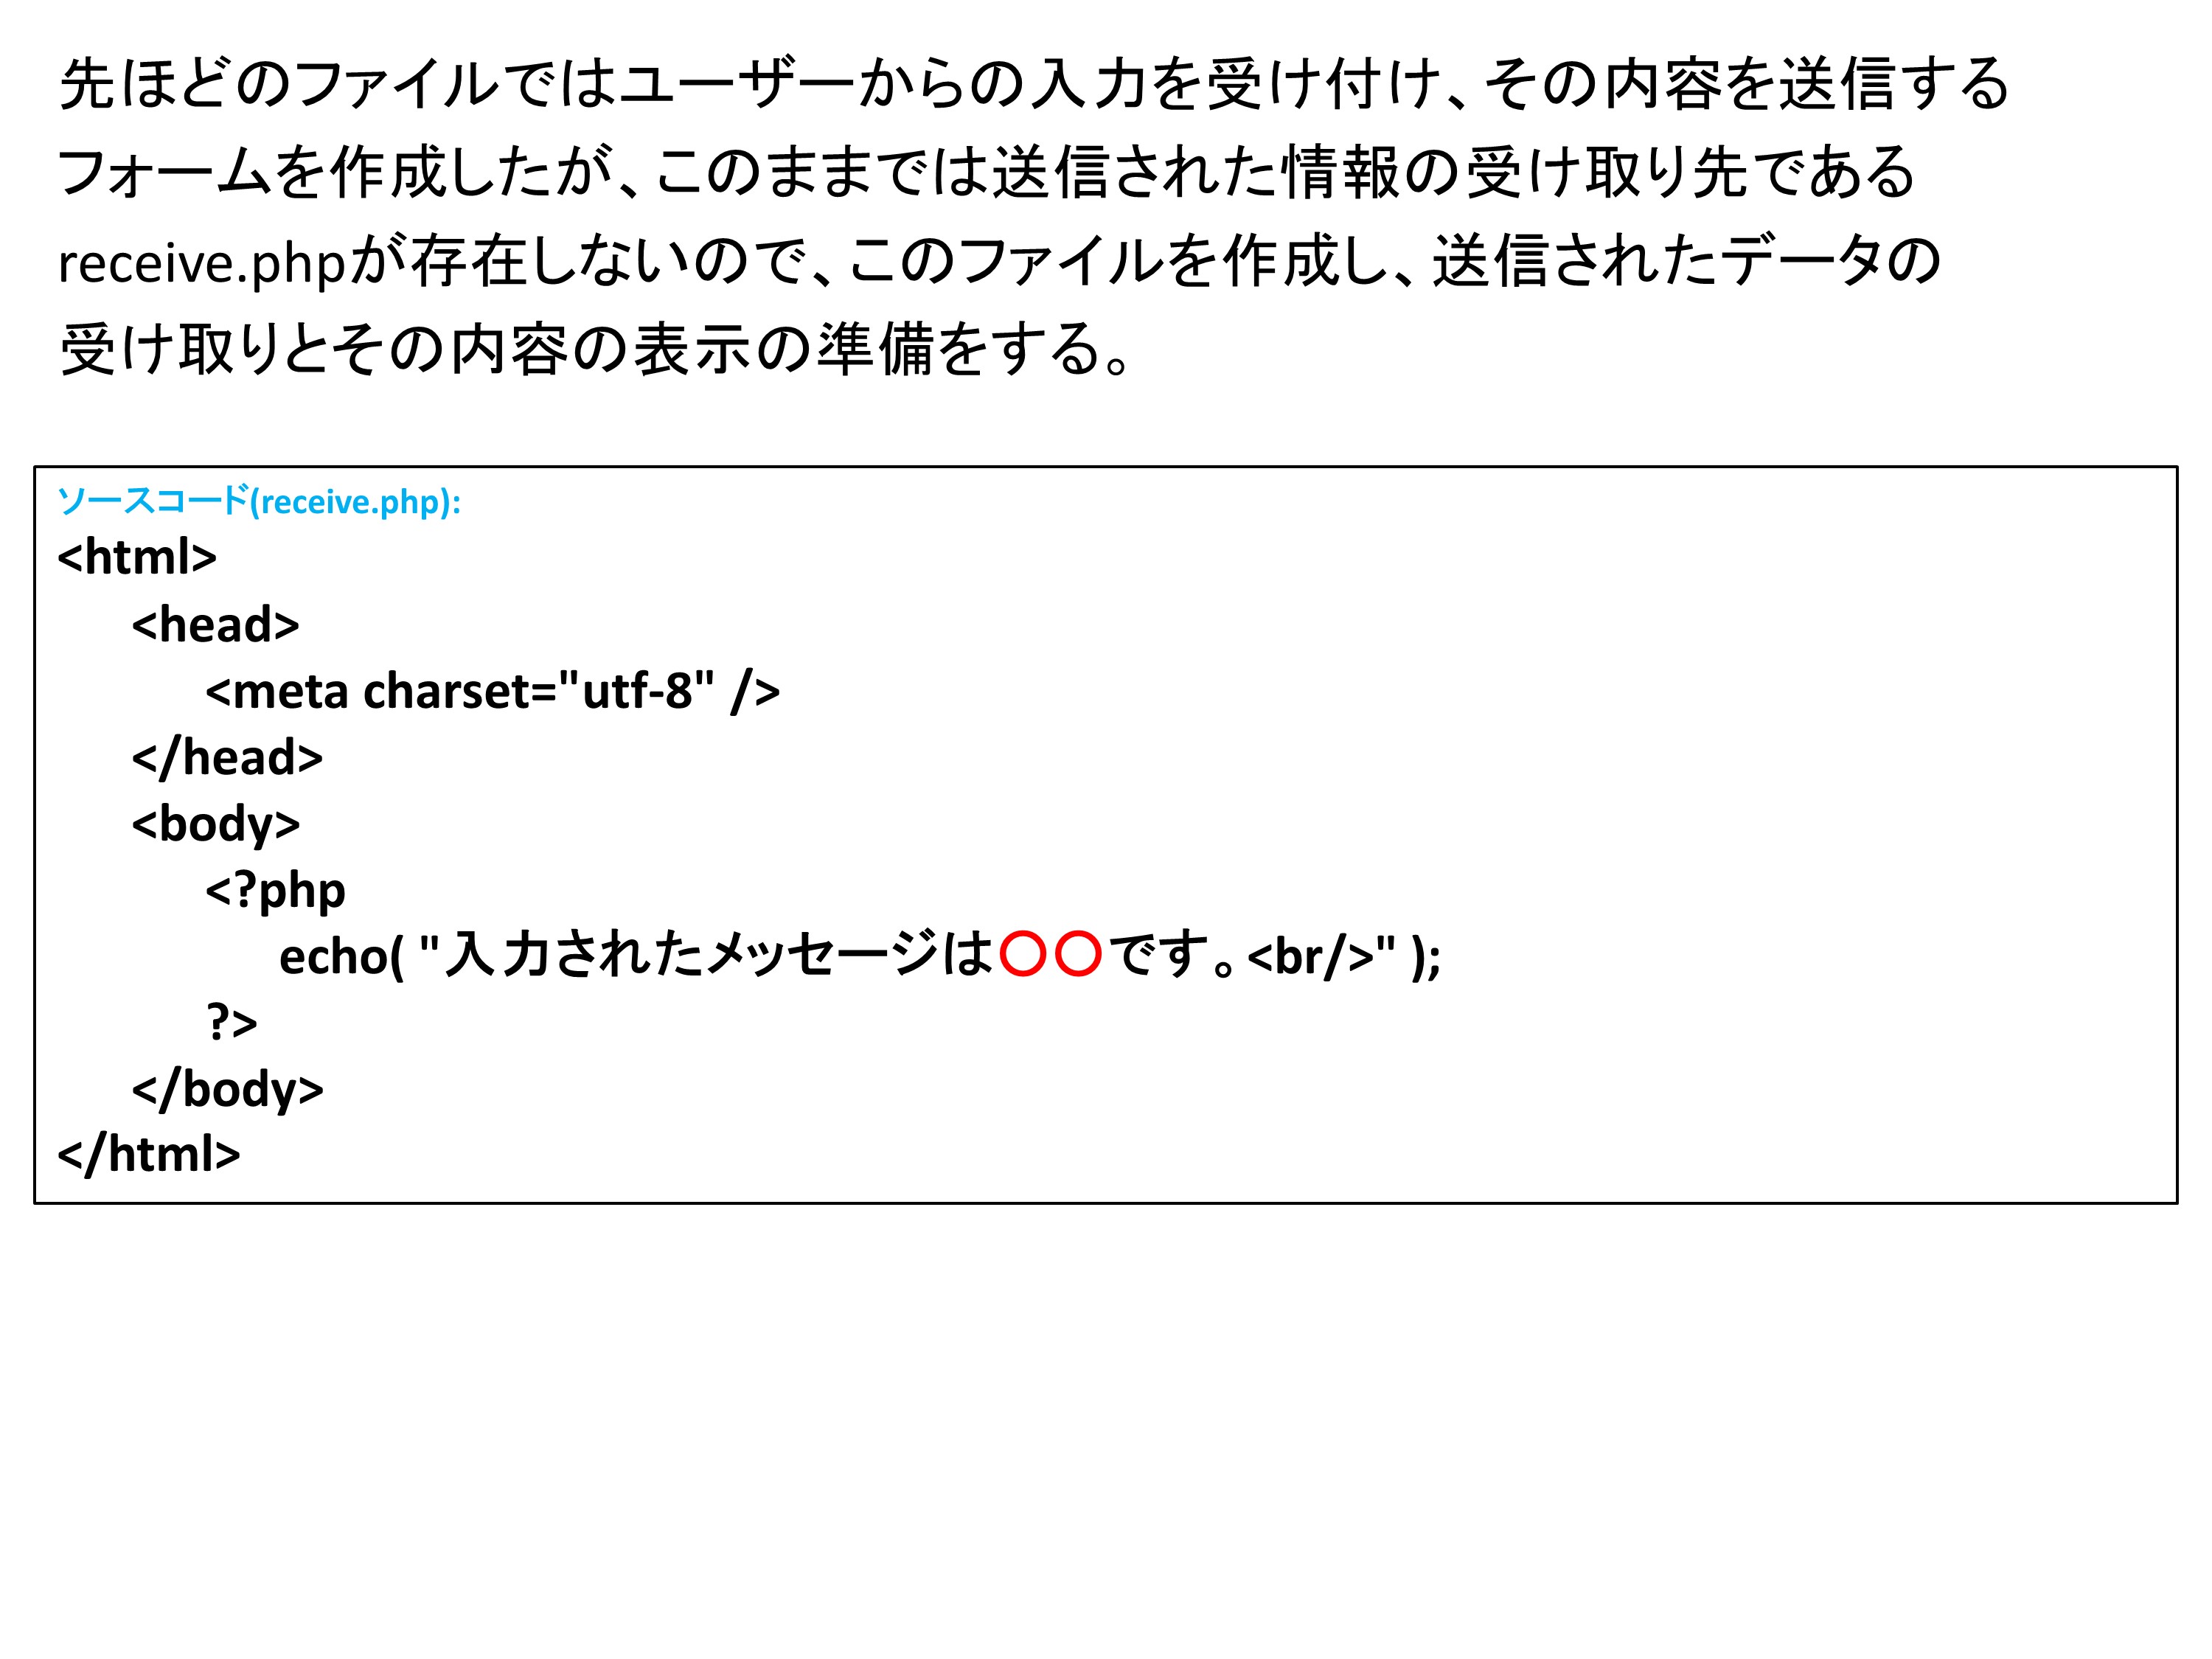 先ほどのファイルではユーザーからの入力を受け付け、その内容を送信する
フォームを作成したが、このままでは送信された情報の受け取り先である
receive.phpが存在しないので、このファイルを作成し、送信されたデータの
受け取りとその内容の表示の準備をする。
ソースコード(receive.php):
<html>
<head>
<meta charset="utf-8" />
</head>
<body>
<?php
echo( "入力されたメッセージは〇〇です。<br/>" );
?>
</body>
</html>